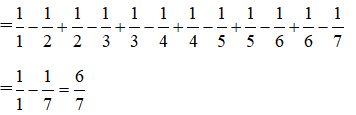 = 1/1 - 1/2 + 1/2 - 1/3 + 1/3 - 1/4 + 1/4 - 1/5 + 1/5 - 1/6 + 1/6 - 1/7
= 1/1 - 1/7 = 6/7